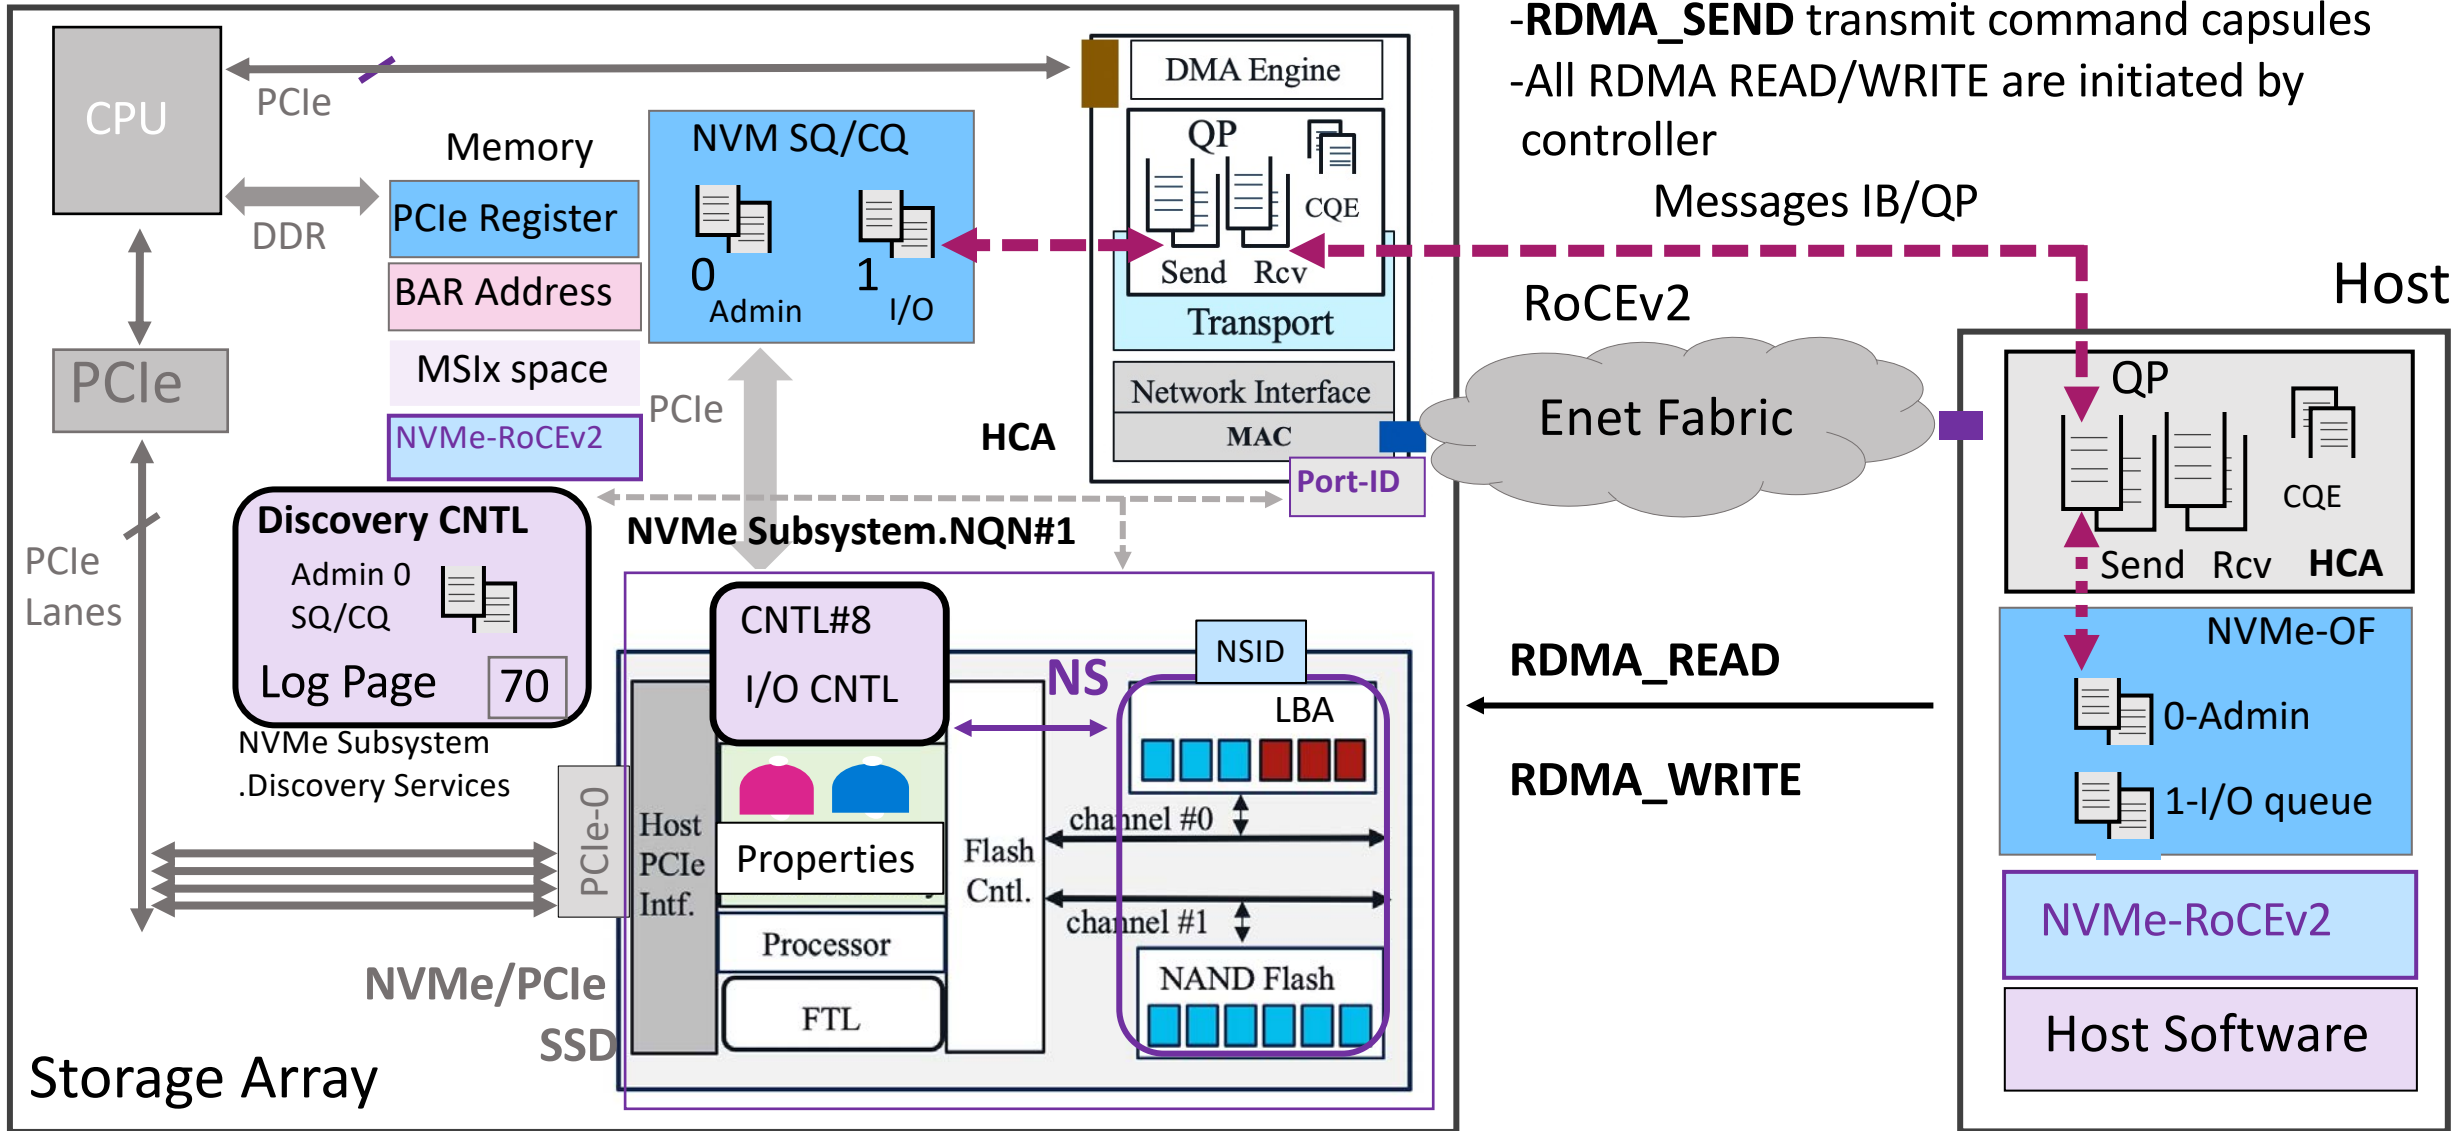 -RDMA_SEND transmit command capsules
-All RDMA READ/WRITE are initiated by
controller
Messages IB/QP
CPU
PCIe
DDR
Memory
PCIe Register
BAR Address
MSIx space
NVMe-RoCEv2
NVM SQ/CQ
0
Admin
1
I/O
PCIe
DMA Engine
QP
CQE
Send
Rcv
Transport
Network Interface
MAC
HCA
Port-ID
RoCEv2
Enet Fabric
Host
QP
CQE
Send
Rcv
HCA
NVMe-OF
0-Admin
1-I/O queue
NVMe-RoCEv2
Host Software
RDMA_READ
RDMA_WRITE
PCIe
PCIe
Lanes
Discovery CNTL
Admin 0
SQ/CQ
Log Page
70
NVMe Subsystem
.Discovery Services
NVMe Subsystem.NQN#1
CNTL#8
I/O CNTL
NS
NSID
LBA
PCIe-0
Host
PCIe
Intf.
Properties
Processor
FTL
Flash
Cntl.
channel #0
channel #1
NAND Flash
NVMe/PCIe
SSD
Storage Array